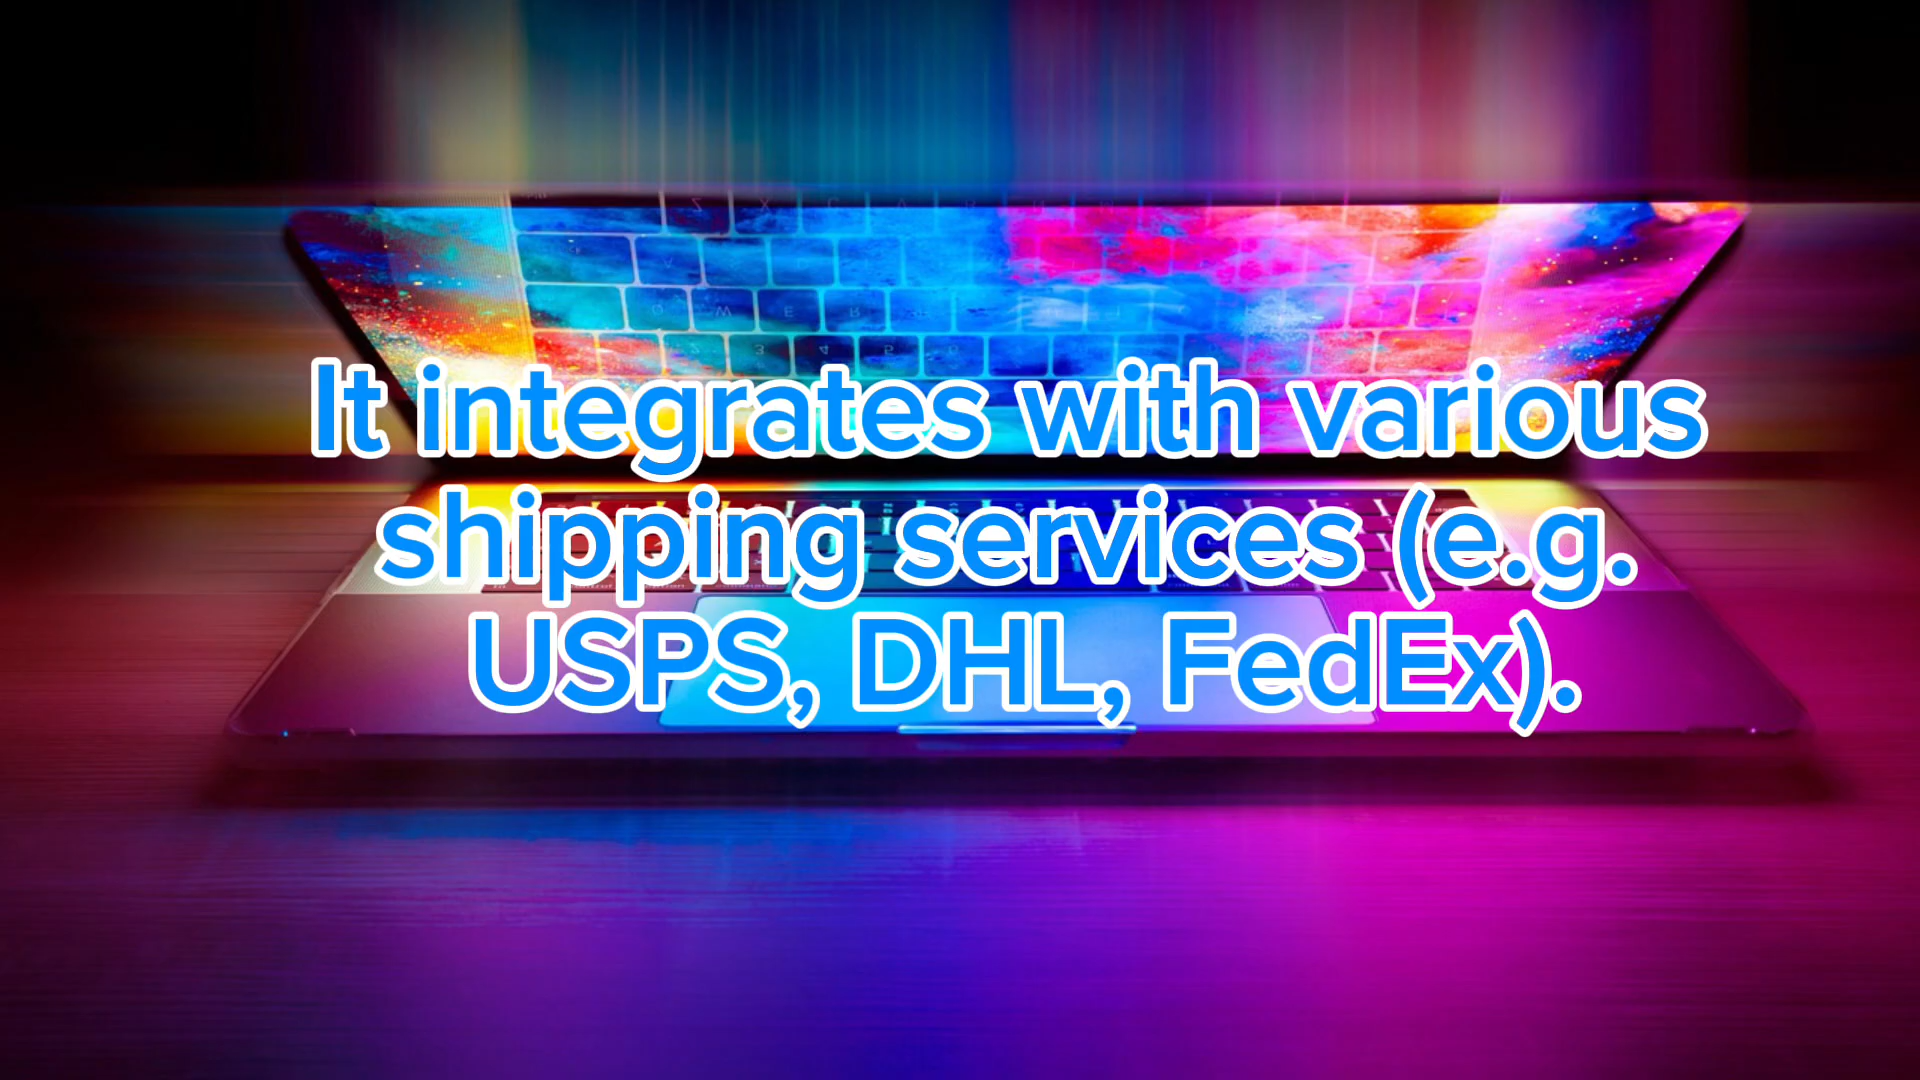 It integrates with various
shipping services (e.g.
USPS, DHL, FedEx).